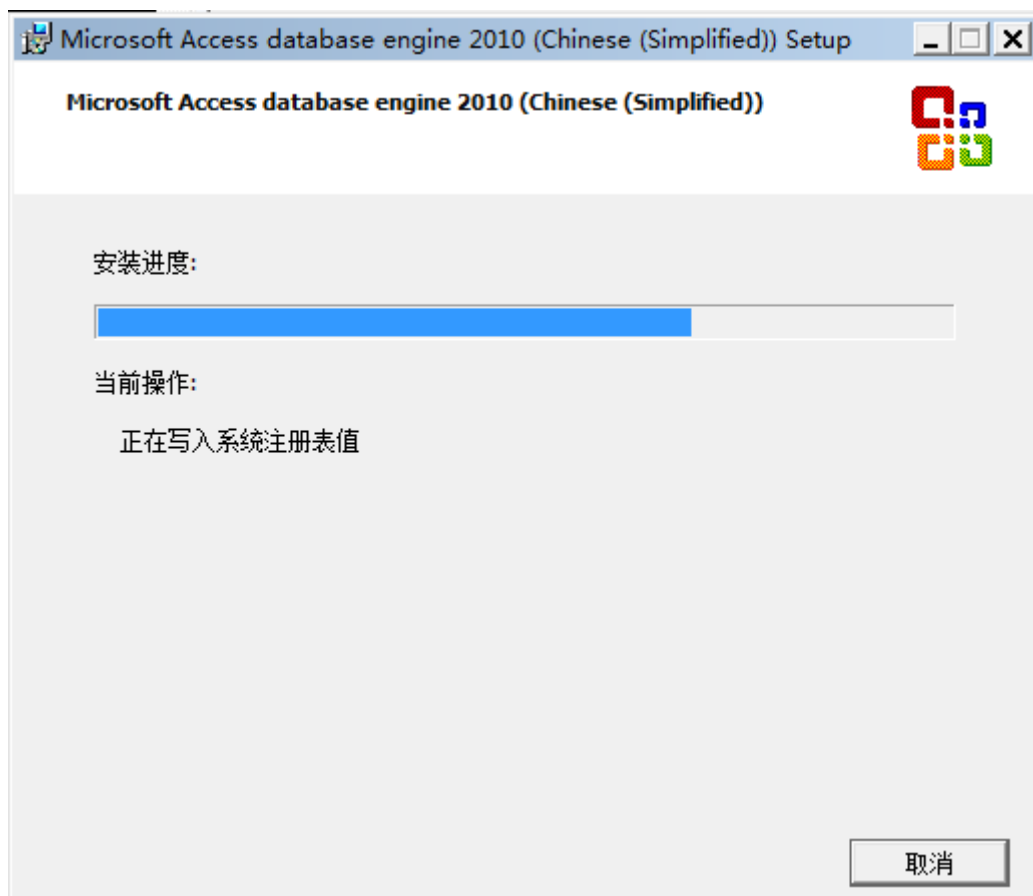 Microsoft Access database engine 2010 (Chinese (Simplified)) Setup
Microsoft Access database engine 2010 (Chinese (Simplified))
安装进度:
当前操作:
正在写入系统注册表值
取消